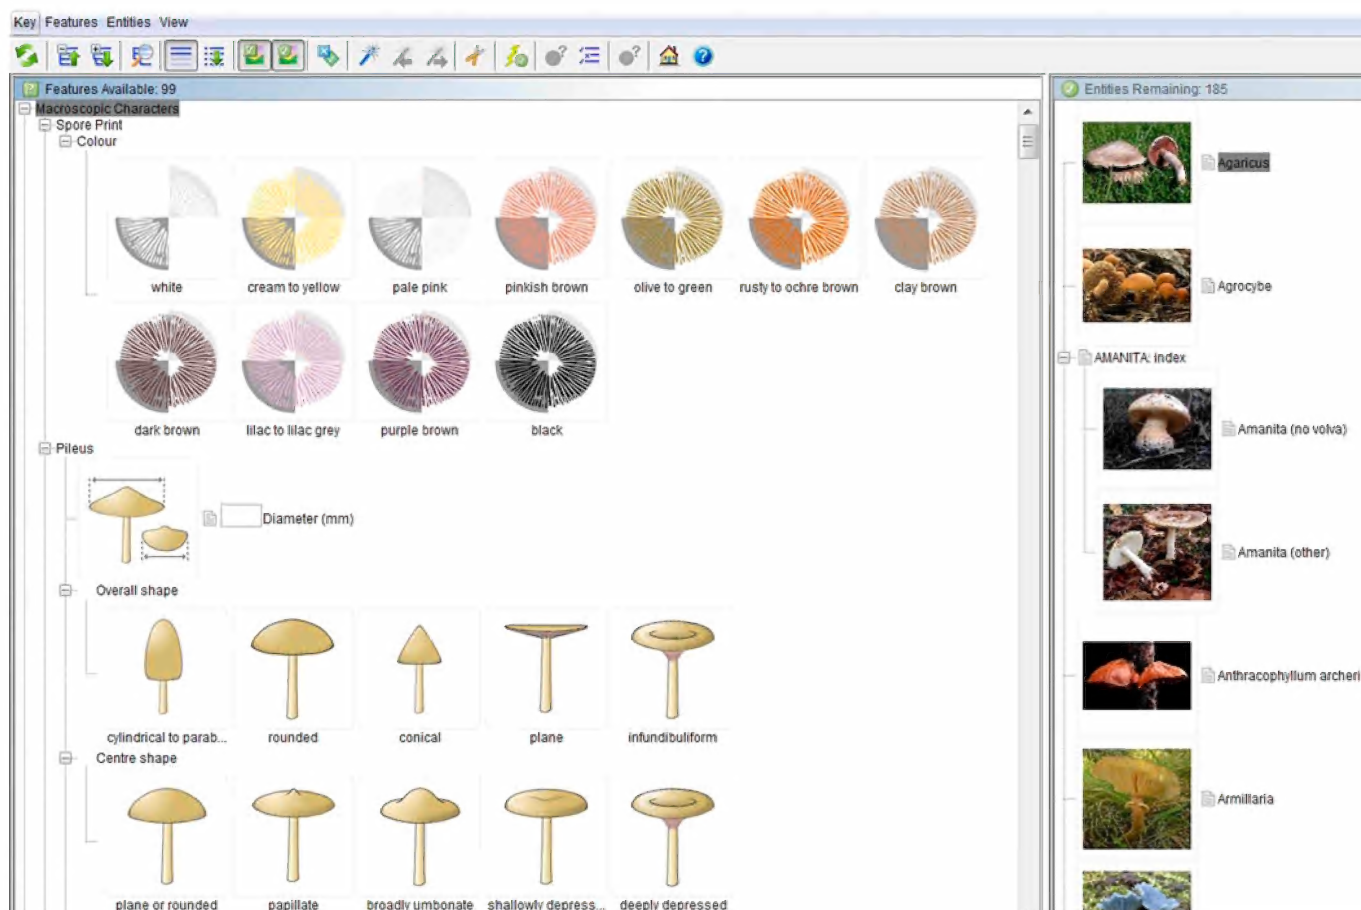 Key Features Entities View
Features Available: 99
Macroscopic Characters
Spore Print
Colour
white cream to yellow pale pink pinkish brown olive to green rusty to ochre brown clay brown
dark brown lilac to lilac grey purple brown black
Pileus
Diameter (mm)
Overall shape
cylindrical to parab... rounded conical plane infundibuliform
Centre shape
plane or rounded papillate broadly umbonate shallowly depress... deeply depressed
Entities Remaining: 185
Agaricus
Agrocybe
AMANITA: index
Amanita (no volva)
Amanita (other)
Anthracophyllum archeri
Armillaria